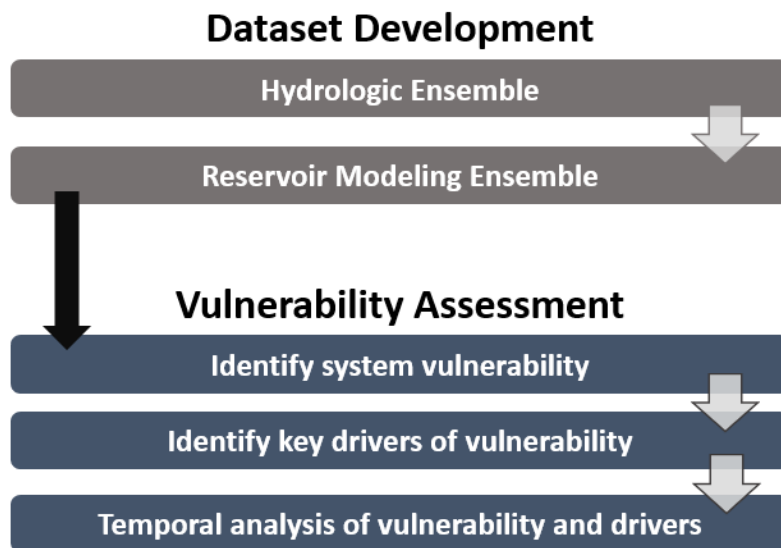 Dataset Development
Hydrologic Ensemble
Reservoir Modeling Ensemble
Vulnerability Assessment
Identify system vulnerability
Identify key drivers of vulnerability
Temporal analysis of vulnerability and drivers